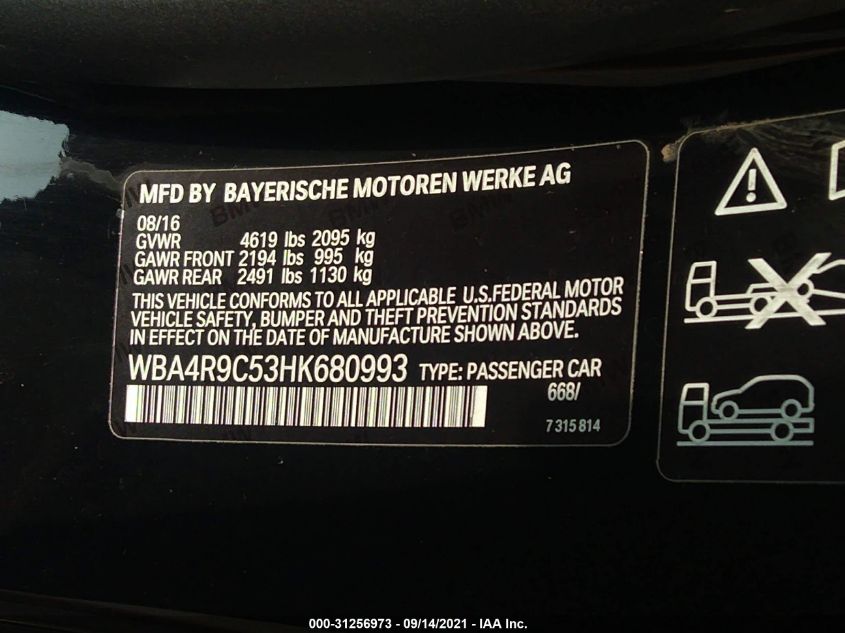 MFD BY BAYERISCHE MOTOREN WERKE AG
08/16
GVWR 4619 lbs 2095 kg
GAWR FRONT 2194 lbs 995 kg
GAWR REAR 2491 lbs 1130 kg
THIS VEHICLE CONFORMS TO ALL APPLICABLE U.S.FEDERAL MOTOR
VEHICLE SAFETY, BUMPER AND THEFT PREVENTION STANDARDS
IN EFFECT ON THE DATE OF MANUFACTURE SHOWN ABOVE.
WBA4R9C53HK680993 TYPE: PASSENGER CAR
668/
7 315 814
000-31256973 - 09/14/2021 - IAA Inc.